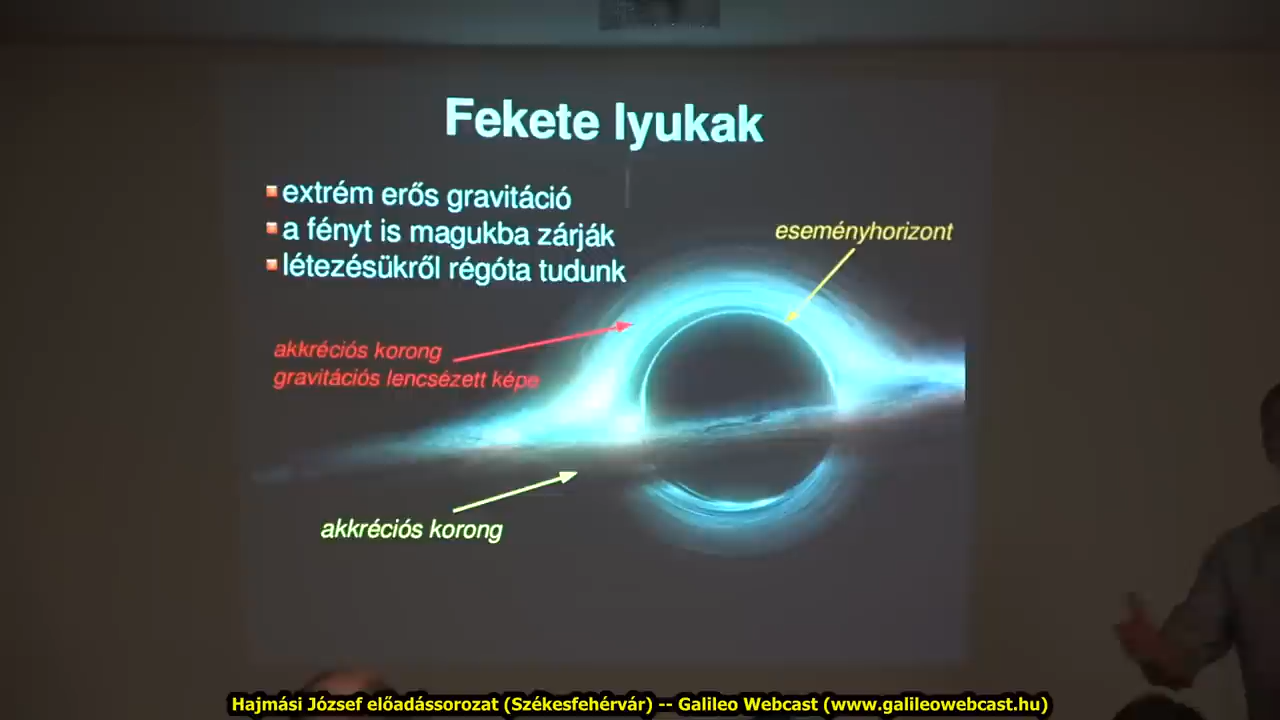 Fekete lyukak
extrém erős gravitáció
a fényt is magukba zárják
létezésükről régóta tudunk
eseményhorizont
akkréciós korong
gravitációs lencsézett képe
akkréciós korong
Hajmási József előadássorozat (Székesfehérvár) -- Galileo Webcast (www.galileowebcast.hu)